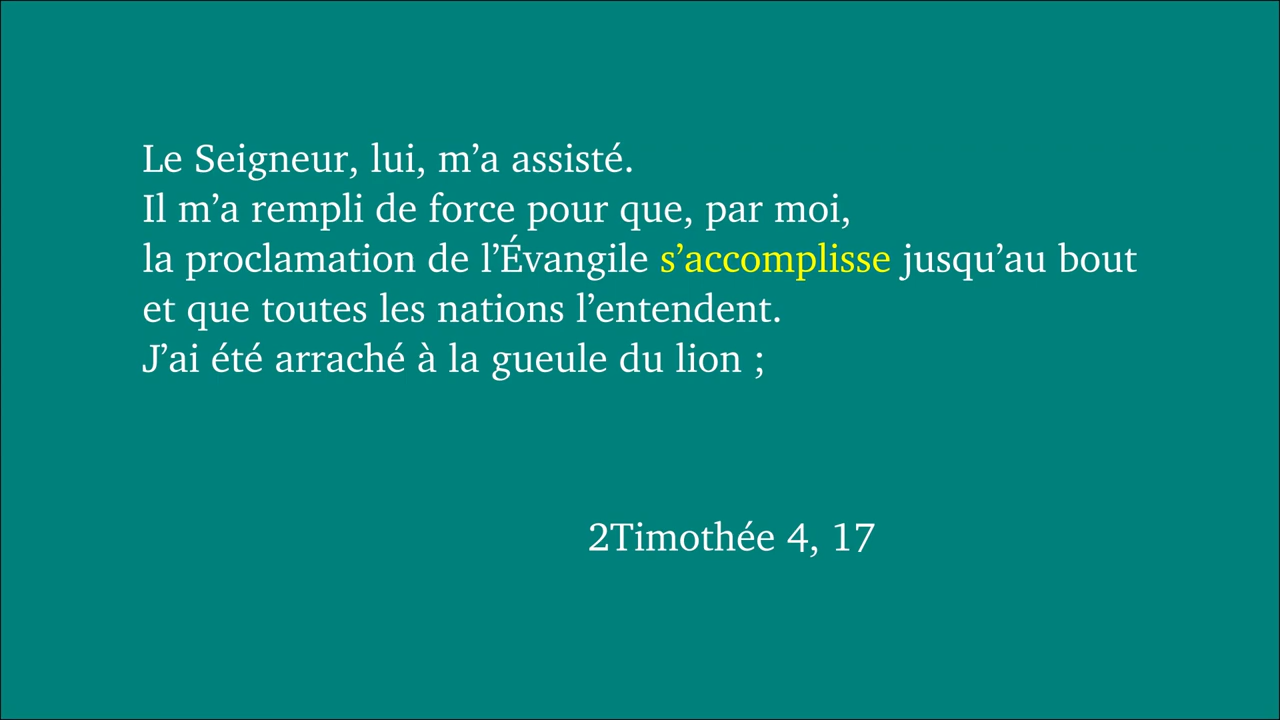 Le Seigneur, lui, m’a assisté.
Il m’a rempli de force pour que, par moi,
la proclamation de l’Évangile s’accomplisse jusqu’au bout
et que toutes les nations l’entendent.
J’ai été arraché à la gueule du lion ;
2Timothée 4, 17